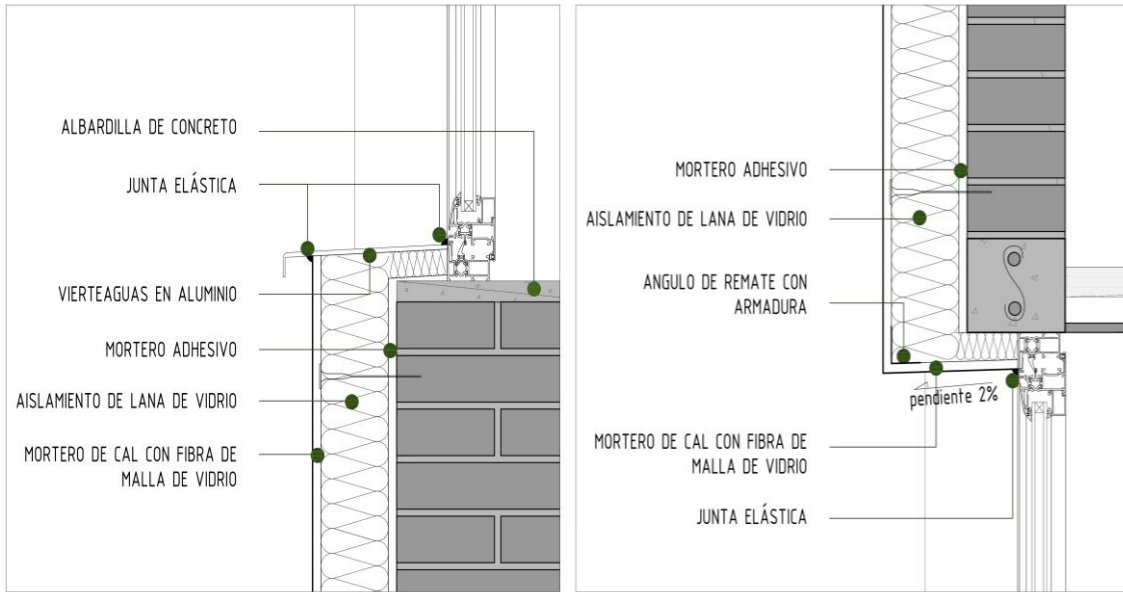 ALBARDILLA DE CONCRETO
JUNTA ELÁSTICA
VIERTEAGUAS EN ALUMINIO
MORTERO ADHESIVO
AISLAMIENTO DE LANA DE VIDRIO
MORTERO DE CAL CON FIBRA DE
MALLA DE VIDRIO
MORTERO ADHESIVO
AISLAMIENTO DE LANA DE VIDRIO
ANGULO DE REMATE CON
ARMADURA
pendiente 2%
MORTERO DE CAL CON FIBRA DE
MALLA DE VIDRIO
JUNTA ELÁSTICA